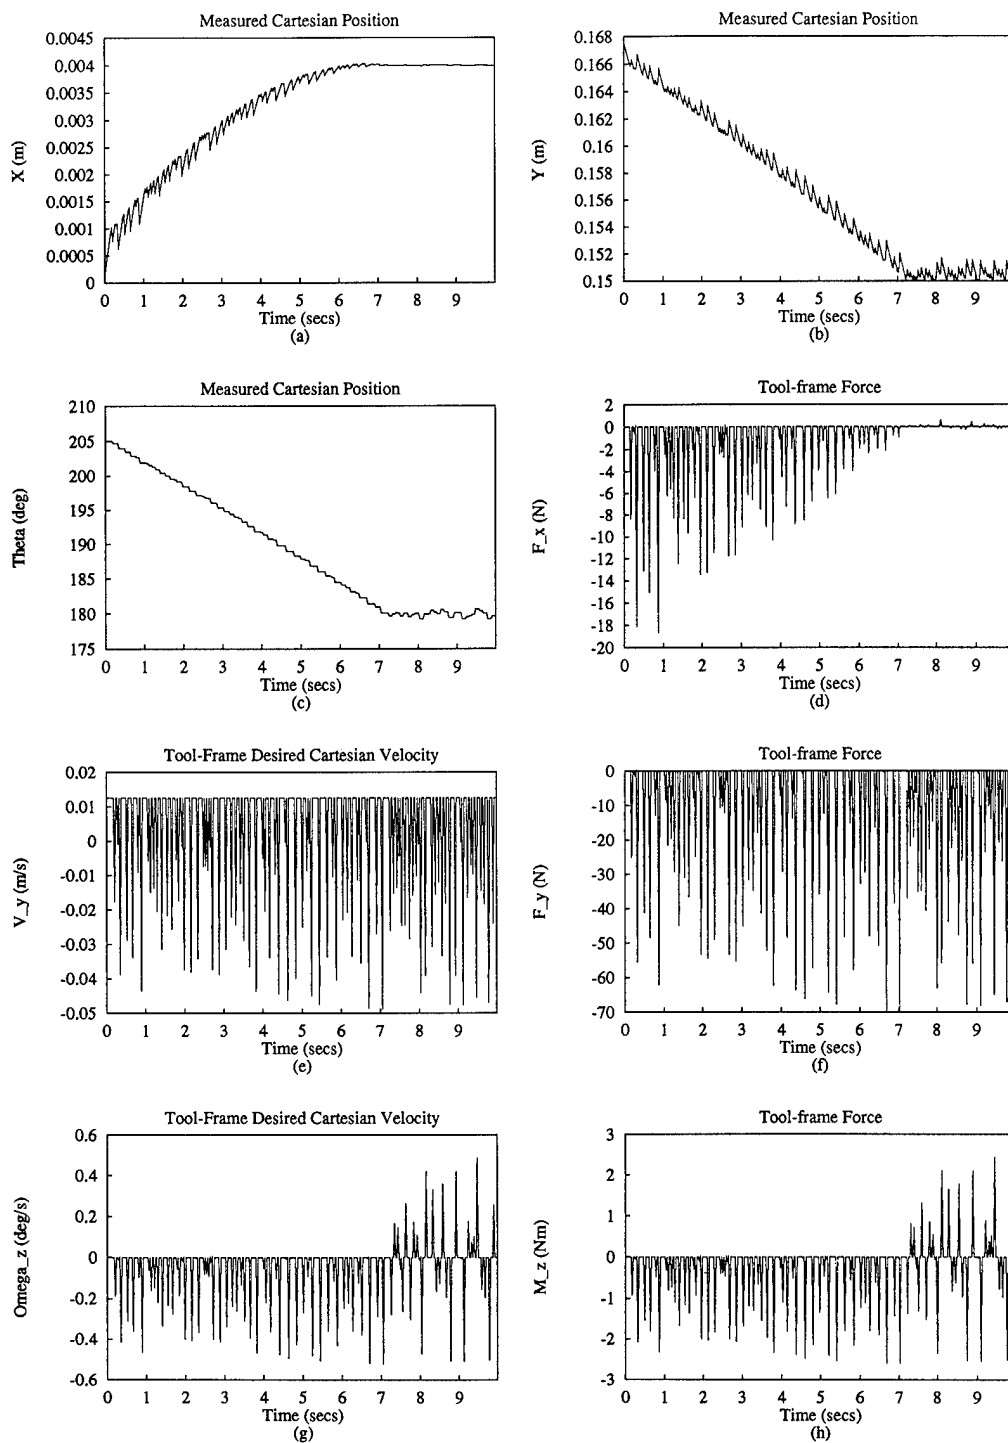 Measured Cartesian Position
0.0045
0.004
0.0035
0.003
0.0025
0.002
0.0015
0.001
0.0005
0
X (m)
0 1 2 3 4 5 6 7 8 9
Time (secs)
(a)
Measured Cartesian Position
0.168
0.166
0.164
0.162
0.16
0.158
0.156
0.154
0.152
0.15
Y (m)
0 1 2 3 4 5 6 7 8 9
Time (secs)
(b)
Measured Cartesian Position
210
205
200
195
190
185
180
175
Theta (deg)
0 1 2 3 4 5 6 7 8 9
Time (secs)
(c)
Tool-frame Force
2
0
-2
-4
-6
-8
-10
-12
-14
-16
-18
-20
F_x (N)
0 1 2 3 4 5 6 7 8 9
Time (secs)
(d)
Tool-Frame Desired Cartesian Velocity
0.02
0.01
0
-0.01
-0.02
-0.03
-0.04
-0.05
V_y (m/s)
0 1 2 3 4 5 6 7 8 9
Time (secs)
(e)
Tool-frame Force
0
-10
-20
-30
-40
-50
-60
-70
F_y (N)
0 1 2 3 4 5 6 7 8 9
Time (secs)
(f)
Tool-Frame Desired Cartesian Velocity
0.6
0.4
0.2
0
-0.2
-0.4
-0.6
Omega_z (deg/s)
0 1 2 3 4 5 6 7 8 9
Time (secs)
(g)
Tool-frame Force
3
2
1
0
-1
-2
-3
M_z (Nm)
0 1 2 3 4 5 6 7 8 9
Time (secs)
(h)